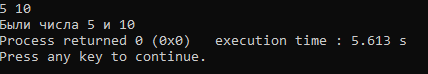 5 10
Были числа 5 и 10
Process returned 0 (0x0)   execution time : 5.613 s
Press any key to continue.